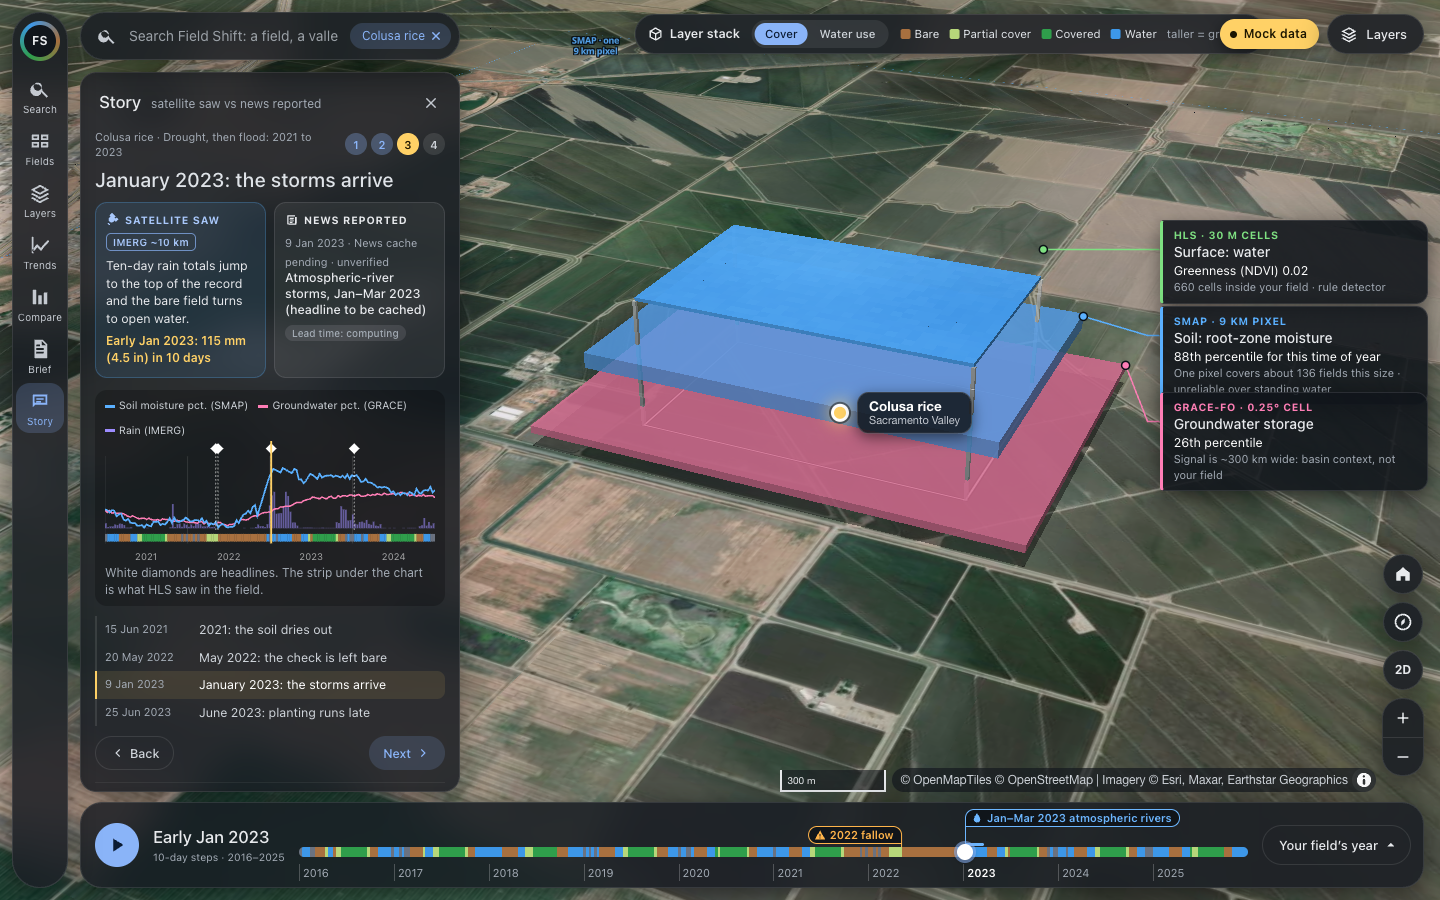 FS
Search
Fields
Layers
Trends
Compare
Brief
Story
Search Field Shift: a field, a valle
Colusa rice ✕
SMAP · one
9 km pixel
Layer stack
Cover
Water use
Bare
Partial cover
Covered
Water
taller = gr
Mock data
Layers
Story satellite saw vs news reported
Colusa rice · Drought, then flood: 2021 to
2023
1 2 3 4
January 2023: the storms arrive
SATELLITE SAW
IMERG ~10 km
Ten-day rain totals jump
to the top of the record
and the bare field turns
to open water.
Early Jan 2023: 115 mm
(4.5 in) in 10 days
NEWS REPORTED
9 Jan 2023 · News cache
pending · unverified
Atmospheric-river
storms, Jan–Mar 2023
(headline to be cached)
Lead time: computing
Soil moisture pct. (SMAP)
Groundwater pct. (GRACE)
Rain (IMERG)
2021 2022 2023 2024
White diamonds are headlines. The strip under the chart
is what HLS saw in the field.
15 Jun 2021 2021: the soil dries out
20 May 2022 May 2022: the check is left bare
9 Jan 2023 January 2023: the storms arrive
25 Jun 2023 June 2023: planting runs late
Back
Next
Colusa rice
Sacramento Valley
HLS · 30 M CELLS
Surface: water
Greenness (NDVI) 0.02
660 cells inside your field · rule detector
SMAP · 9 KM PIXEL
Soil: root-zone moisture
88th percentile for this time of year
One pixel covers about 136 fields this size ·
unreliable over standing water
GRACE-FO · 0.25° CELL
Groundwater storage
26th percentile
Signal is ~300 km wide: basin context, not
your field
2D
+
−
300 m
© OpenMapTiles © OpenStreetMap | Imagery © Esri, Maxar, Earthstar Geographics
Early Jan 2023
10-day steps · 2016–2025
2022 fallow
Jan–Mar 2023 atmospheric rivers
2016 2017 2018 2019 2020 2021 2022 2023 2024 2025
Your field's year